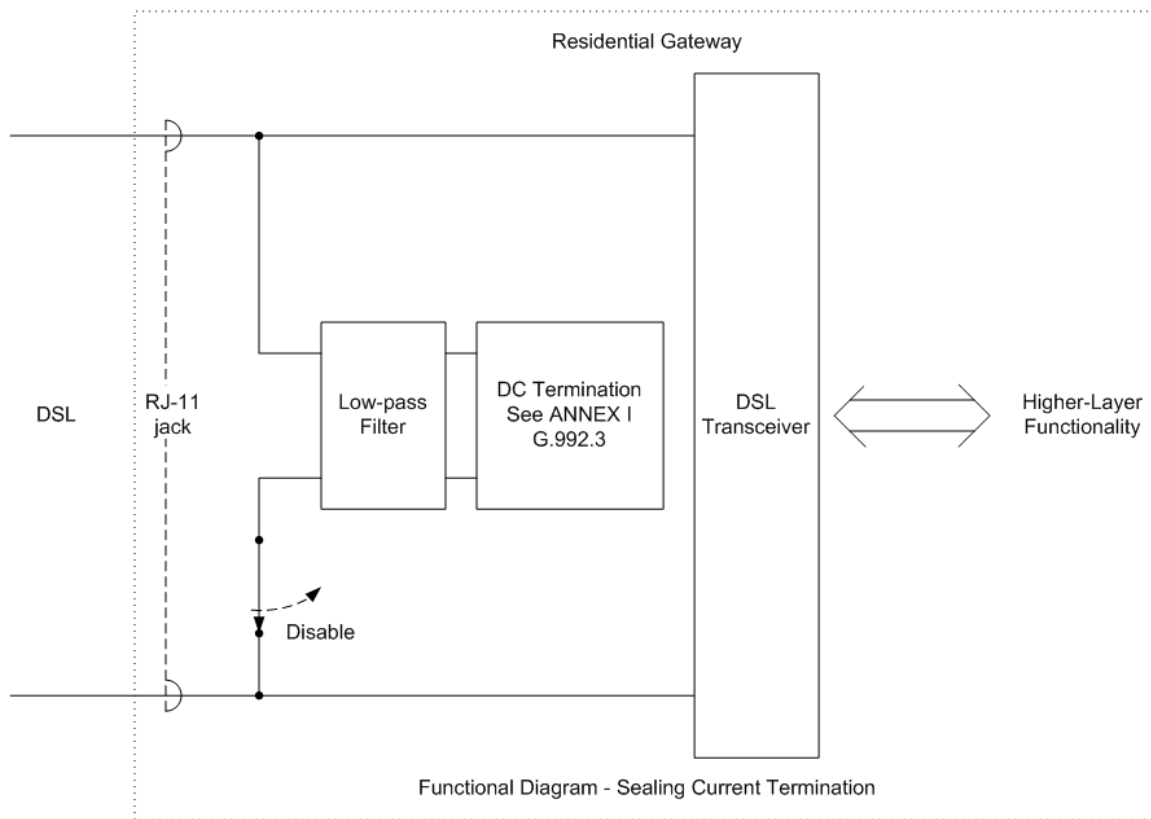 Residential Gateway
DSL
RJ-11
jack
Low-pass
Filter
DC Termination
See ANNEX I
G.992.3
DSL
Transceiver
Higher-Layer
Functionality
Disable
Functional Diagram - Sealing Current Termination